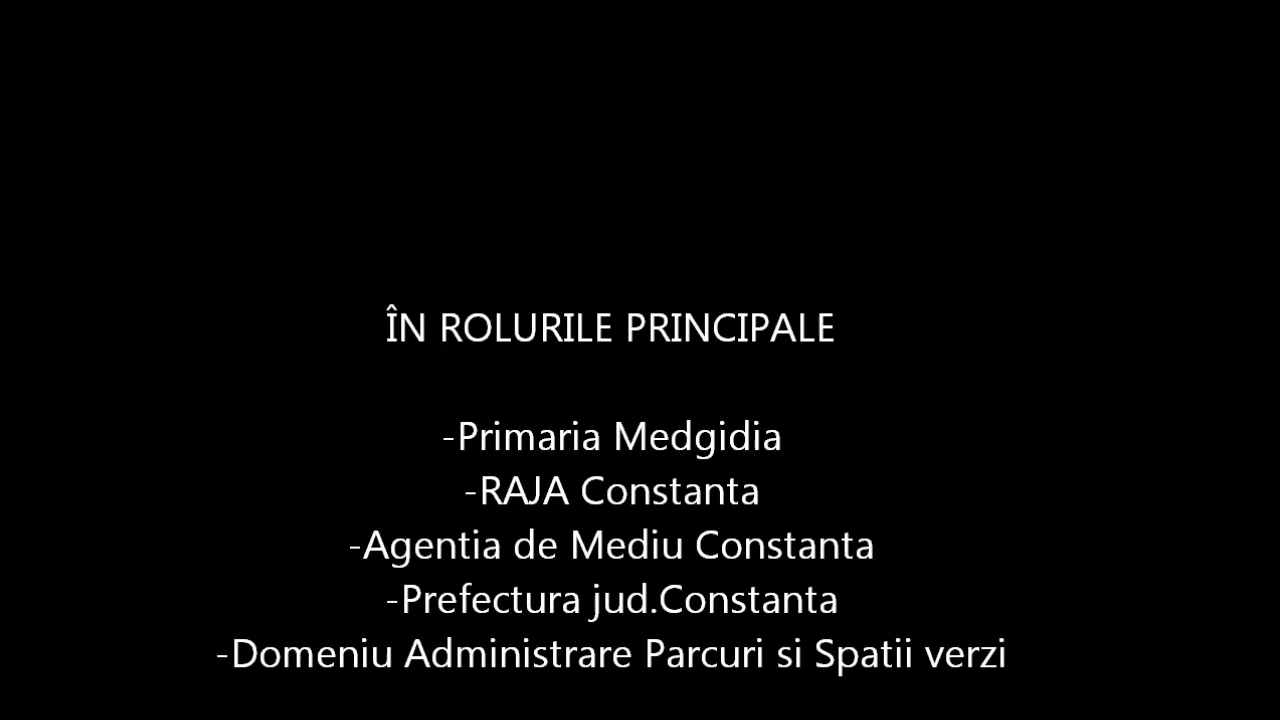 ÎN ROLURILE PRINCIPALE
-Primaria Medgidia
-RAJA Constanta
-Agentia de Mediu Constanta
-Prefectura jud.Constanta
-Domeniu Administrare Parcuri si Spatii verzi